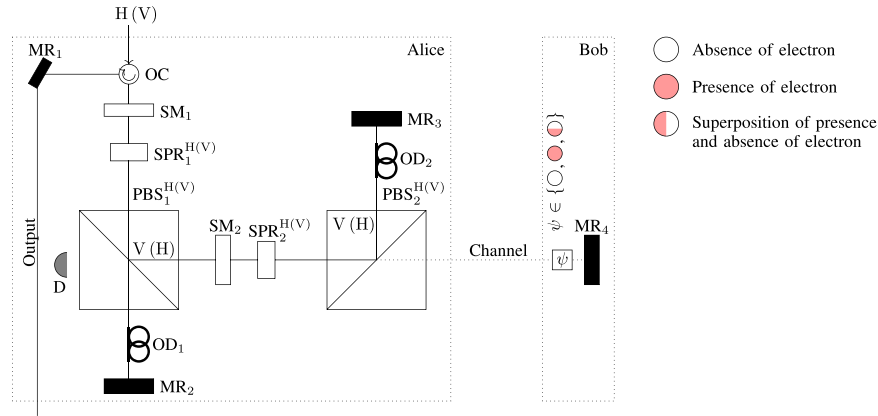 H (V)
MR₁
Alice
Bob
OC
SM₁
SPR₁ᴴ⁽ⱽ⁾
MR₃
OD₂
PBS₁ᴴ⁽ⱽ⁾
PBS₂ᴴ⁽ⱽ⁾
V (H)
SM₂
SPR₂ᴴ⁽ⱽ⁾
V (H)
Channel
MR₄
ψ
ψ ∈ {○, ●, ◒}
Output
D
OD₁
MR₂
Absence of electron
Presence of electron
Superposition of presence
and absence of electron